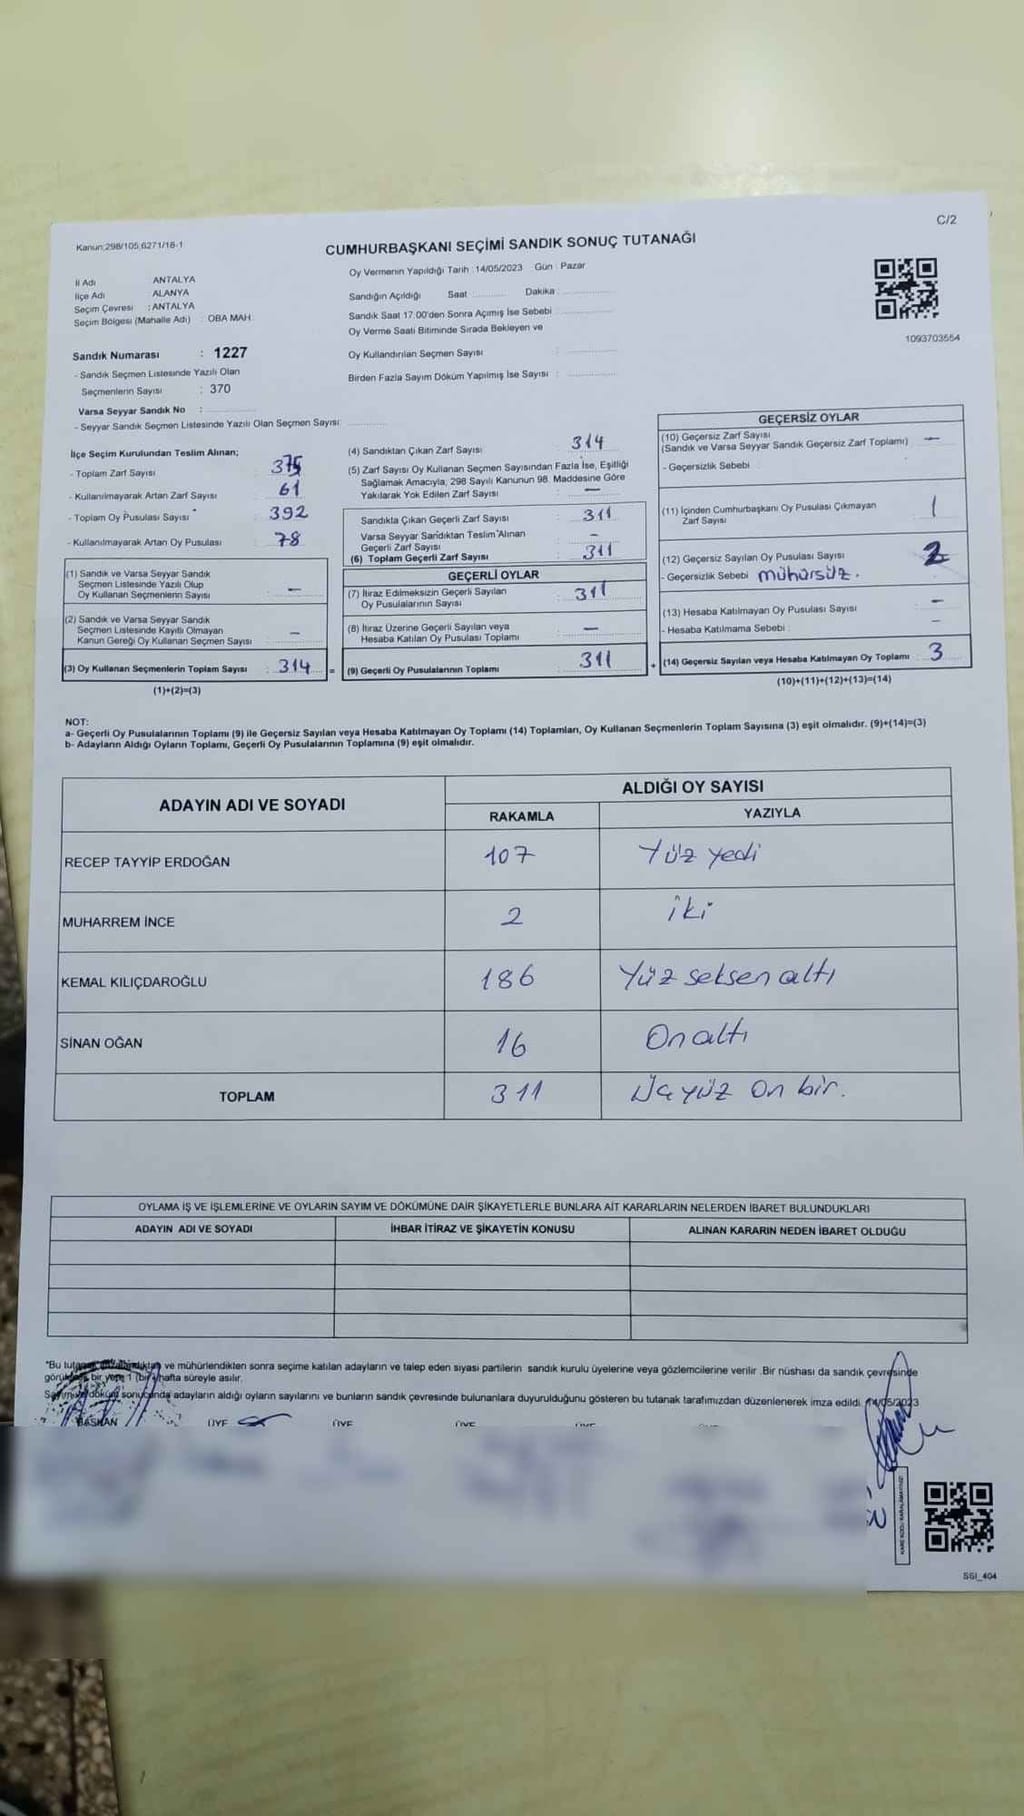 C/2
Kanun;298/105,6271/18-1
CUMHURBAŞKANI SEÇİMİ SANDIK SONUÇ TUTANAĞI
İl Adı ANTALYA
İlçe Adı ALANYA
Seçim Çevresi : ANTALYA
Seçim Bölgesi (Mahalle Adı) : OBA MAH.
Oy Vermenin Yapıldığı Tarih : 14/05/2023 Gün : Pazar
Sandığın Açıldığı Saat Dakika
Sandık Saat 17:00'den Sonra Açımış İse Sebebi
Oy Verme Saati Bitiminde Sırada Bekleyen ve
Oy Kullandırılan Seçmen Sayısı :
Birden Fazla Sayım Döküm Yapılmış İse Sayısı :
1093703554
Sandık Numarası : 1227
- Sandık Seçmen Listesinde Yazılı Olan
Seçmenlerin Sayısı : 370
Varsa Seyyar Sandık No :
- Seyyar Sandık Seçmen Listesinde Yazılı Olan Seçmen Sayısı:
İlçe Seçim Kurulundan Teslim Alınan;
- Toplam Zarf Sayısı 375
- Kullanılmayarak Artan Zarf Sayısı 61
- Toplam Oy Pusulası Sayısı 392
- Kullanılmayarak Artan Oy Pusulası 78
(1) Sandık ve Varsa Seyyar Sandık
Seçmen Listesinde Yazılı Olup
Oy Kullanan Seçmenlerin Sayısı : —
(2) Sandık ve Varsa Seyyar Sandık
Seçmen Listesinde Kayıtlı Olmayan
Kanun Gereği Oy Kullanan Seçmen Sayısı —
(3) Oy Kullanan Seçmenlerin Toplam Sayısı : 314 =
(1)+(2)=(3)
(4) Sandıktan Çıkan Zarf Sayısı : 314
(5) Zarf Sayısı Oy Kullanan Seçmen Sayısından Fazla İse, Eşitliği
Sağlamak Amacıyla, 298 Sayılı Kanunun 98. Maddesine Göre
Yakılarak Yok Edilen Zarf Sayısı : —
Sandıkta Çıkan Geçerli Zarf Sayısı : 311
Varsa Seyyar Sandıktan Teslim Alınan
Geçerli Zarf Sayısı : -
(6) Toplam Geçerli Zarf Sayısı : 311
GEÇERLİ OYLAR
(7) İtiraz Edilmeksizin Geçerli Sayılan
Oy Pusulalarının Sayısı : 311
(8) İtiraz Üzerine Geçerli Sayılan veya
Hesaba Katılan Oy Pusulası Toplamı : —
(9) Geçerli Oy Pusulalarının Toplamı : 311 +
GEÇERSİZ OYLAR
(10) Geçersiz Zarf Sayısı
(Sandık ve Varsa Seyyar Sandık Geçersiz Zarf Toplamı) : —
- Geçersizlik Sebebi
(11) İçinden Cumhurbaşkanı Oy Pusulası Çıkmayan
Zarf Sayısı : 1
(12) Geçersiz Sayılan Oy Pusulası Sayısı : 2
- Geçersizlik Sebebi mühürsüz.
(13) Hesaba Katılmayan Oy Pusulası Sayısı : —
- Hesaba Katılmama Sebebi : —
(14) Geçersiz Sayılan veya Hesaba Katılmayan Oy Toplamı : 3
(10)+(11)+(12)+(13)=(14)
NOT:
a- Geçerli Oy Pusulalarının Toplamı (9) ile Geçersiz Sayılan veya Hesaba Katılmayan Oy Toplamı (14) Toplamları, Oy Kullanan Seçmenlerin Toplam Sayısına (3) eşit olmalıdır. (9)+(14)=(3)
b- Adayların Aldığı Oyların Toplamı, Geçerli Oy Pusulalarının Toplamına (9) eşit olmalıdır.
ADAYIN ADI VE SOYADI ALDIĞI OY SAYISI
RAKAMLA YAZIYLA
RECEP TAYYİP ERDOĞAN 107 Yüz yedi
MUHARREM İNCE 2 iki
KEMAL KILIÇDAROĞLU 186 Yüz seksen altı
SİNAN OĞAN 16 On altı
TOPLAM 311 Üçyüz on bir.
OYLAMA İŞ VE İŞLEMLERİNE VE OYLARIN SAYIM VE DÖKÜMÜNE DAİR ŞİKAYETLERLE BUNLARA AİT KARARLARIN NELERDEN İBARET BULUNDUKLARI
ADAYIN ADI VE SOYADI İHBAR İTİRAZ VE ŞİKAYETİN KONUSU ALINAN KARARIN NEDEN İBARET OLDUĞU
"Bu ve mühürlendikten sonra seçime katılan adayların ve talep eden siyasi partilerin sandık kurulu üyelerine veya gözlemcilerine verilir. Bir nüshası da sandık çevresinde
hafta süreyle asılır.
adayların aldığı oyların sayılarını ve bunların sandık çevresinde bulunanlara duyurulduğunu gösteren bu tutanak tarafımızdan düzenlenerek imza edildi. 14/05/2023
BAŞKAN ÜYE ÜYE ÜYE ÜYE
SGI_404